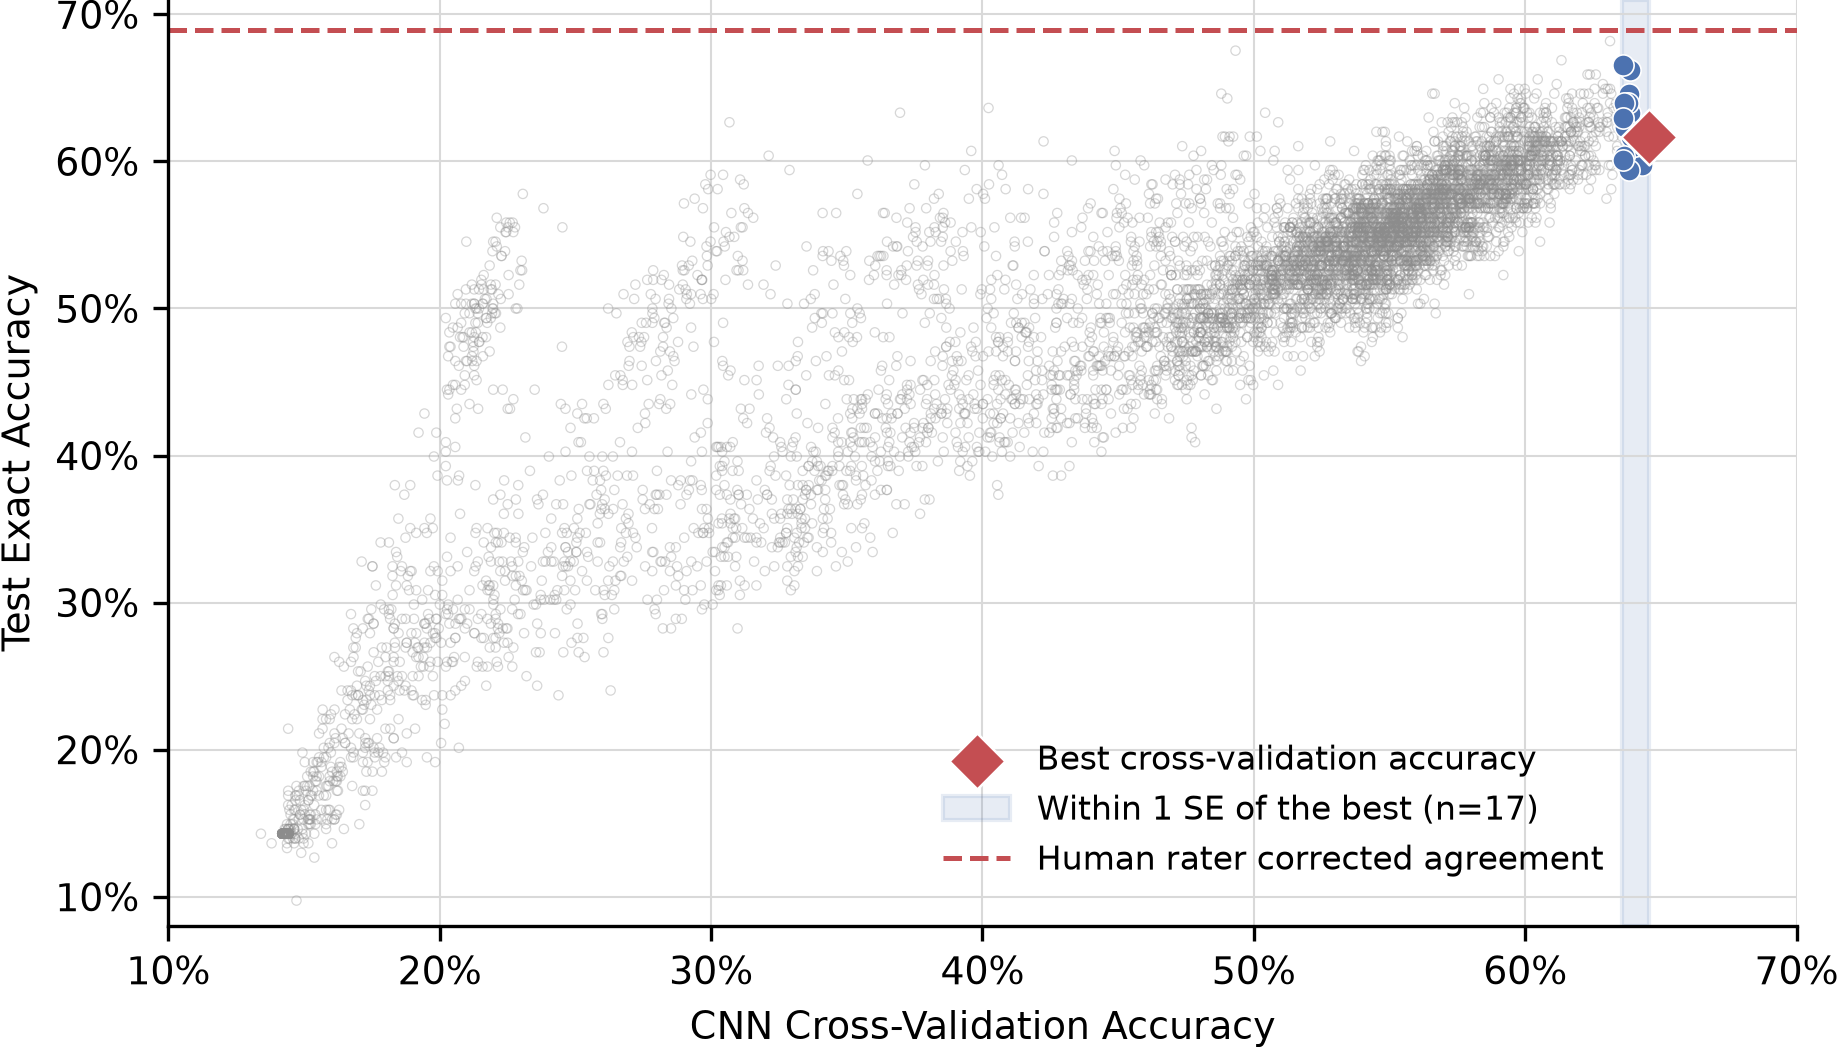 70%
60%
50%
40%
30%
20%
10%
Test Exact Accuracy
Best cross-validation accuracy
Within 1 SE of the best (n=17)
Human rater corrected agreement
10% 20% 30% 40% 50% 60% 70%
CNN Cross-Validation Accuracy